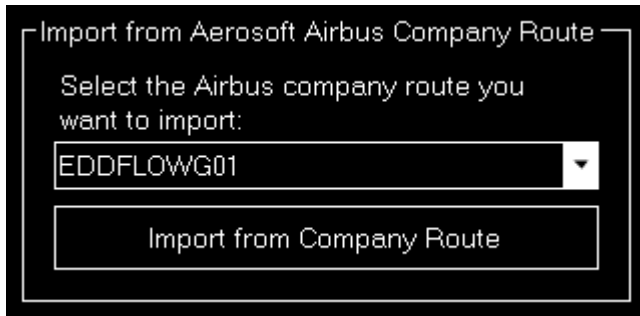 Import from Aerosoft Airbus Company Route
Select the Airbus company route you
want to import:
EDDFLOWG01
Import from Company Route